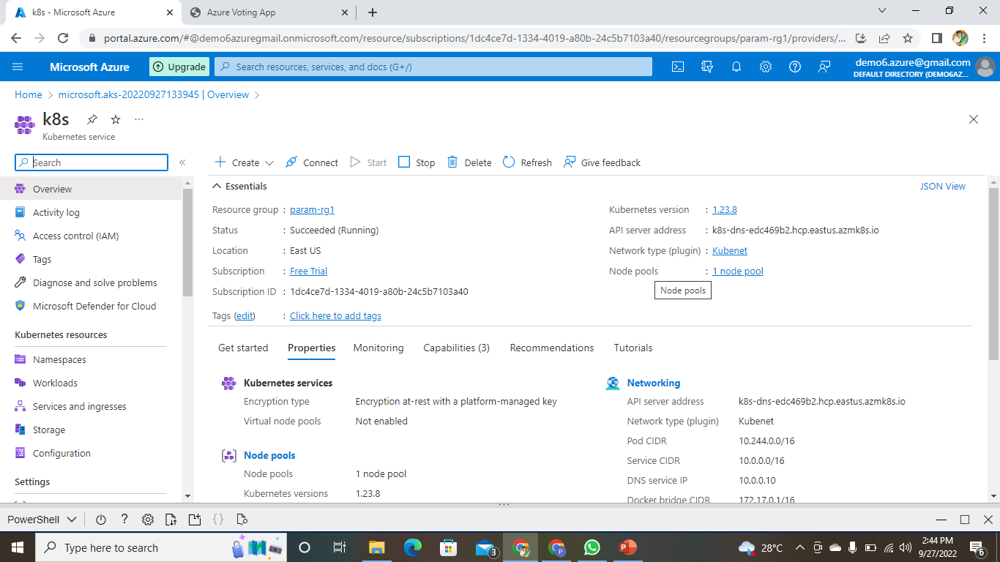 k8s - Microsoft Azure
Azure Voting App
portal.azure.com/#@demo6azuregmail.onmicrosoft.com/resource/subscriptions/1dc4ce7d-1334-4019-a80b-24c5b7103a40/resourcegroups/param-rg1/providers/...
Microsoft Azure
Upgrade
Search resources, services, and docs (G+/)
demo6.azure@gmail.com
DEFAULT DIRECTORY (DEMO6AZ...
Home > microsoft.aks-20220927133945 | Overview >
k8s
Kubernetes service
Search
Create
Connect
Start
Stop
Delete
Refresh
Give feedback
Overview
Activity log
Access control (IAM)
Tags
Diagnose and solve problems
Microsoft Defender for Cloud
Kubernetes resources
Namespaces
Workloads
Services and ingresses
Storage
Configuration
Settings
Essentials
JSON View
Resource group : param-rg1
Status : Succeeded (Running)
Location : East US
Subscription : Free Trial
Subscription ID : 1dc4ce7d-1334-4019-a80b-24c5b7103a40
Tags (edit) : Click here to add tags
Kubernetes version : 1.23.8
API server address : k8s-dns-edc469b2.hcp.eastus.azmk8s.io
Network type (plugin) : Kubenet
Node pools : 1 node pool
Node pools
Get started
Properties
Monitoring
Capabilities (3)
Recommendations
Tutorials
Kubernetes services
Encryption type Encryption at-rest with a platform-managed key
Virtual node pools Not enabled
Node pools
Node pools 1 node pool
Kubernetes versions 1.23.8
Networking
API server address k8s-dns-edc469b2.hcp.eastus.azmk8s.io
Network type (plugin) Kubenet
Pod CIDR 10.244.0.0/16
Service CIDR 10.0.0.0/16
DNS service IP 10.0.0.10
Docker bridge CIDR 172.17.0.1/16
PowerShell
Type here to search
3
P
28°C
2:44 PM
9/27/2022
6